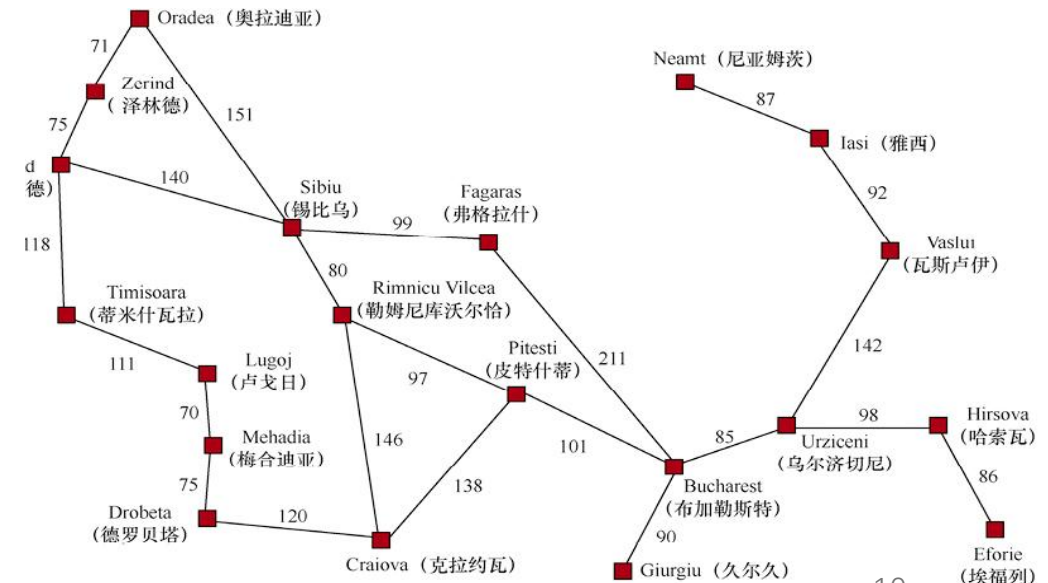 Oradea（奥拉迪亚）
71
Neamt（尼亚姆茨）
Zerind
（泽林德）
87
151
75
Iasi（雅西）
d
德）
140
Sibiu
（锡比乌）
Fagaras
（弗格拉什）
92
99
118
Vaslui
（瓦斯卢伊）
80
Rimnicu Vilcea
（勒姆尼库沃尔恰）
Timisoara
（蒂米什瓦拉）
142
Pitesti
（皮特什蒂）
211
111
Lugoj
（卢戈日）
97
70
98
Hirsova
（哈索瓦）
Mehadia
（梅合迪亚）
146
101
85
Urziceni
（乌尔济切尼）
75
138
86
Bucharest
（布加勒斯特）
Drobeta
（德罗贝塔）
120
90
Craiova（克拉约瓦）
Giurgiu（久尔久）
Eforie
（埃福列）